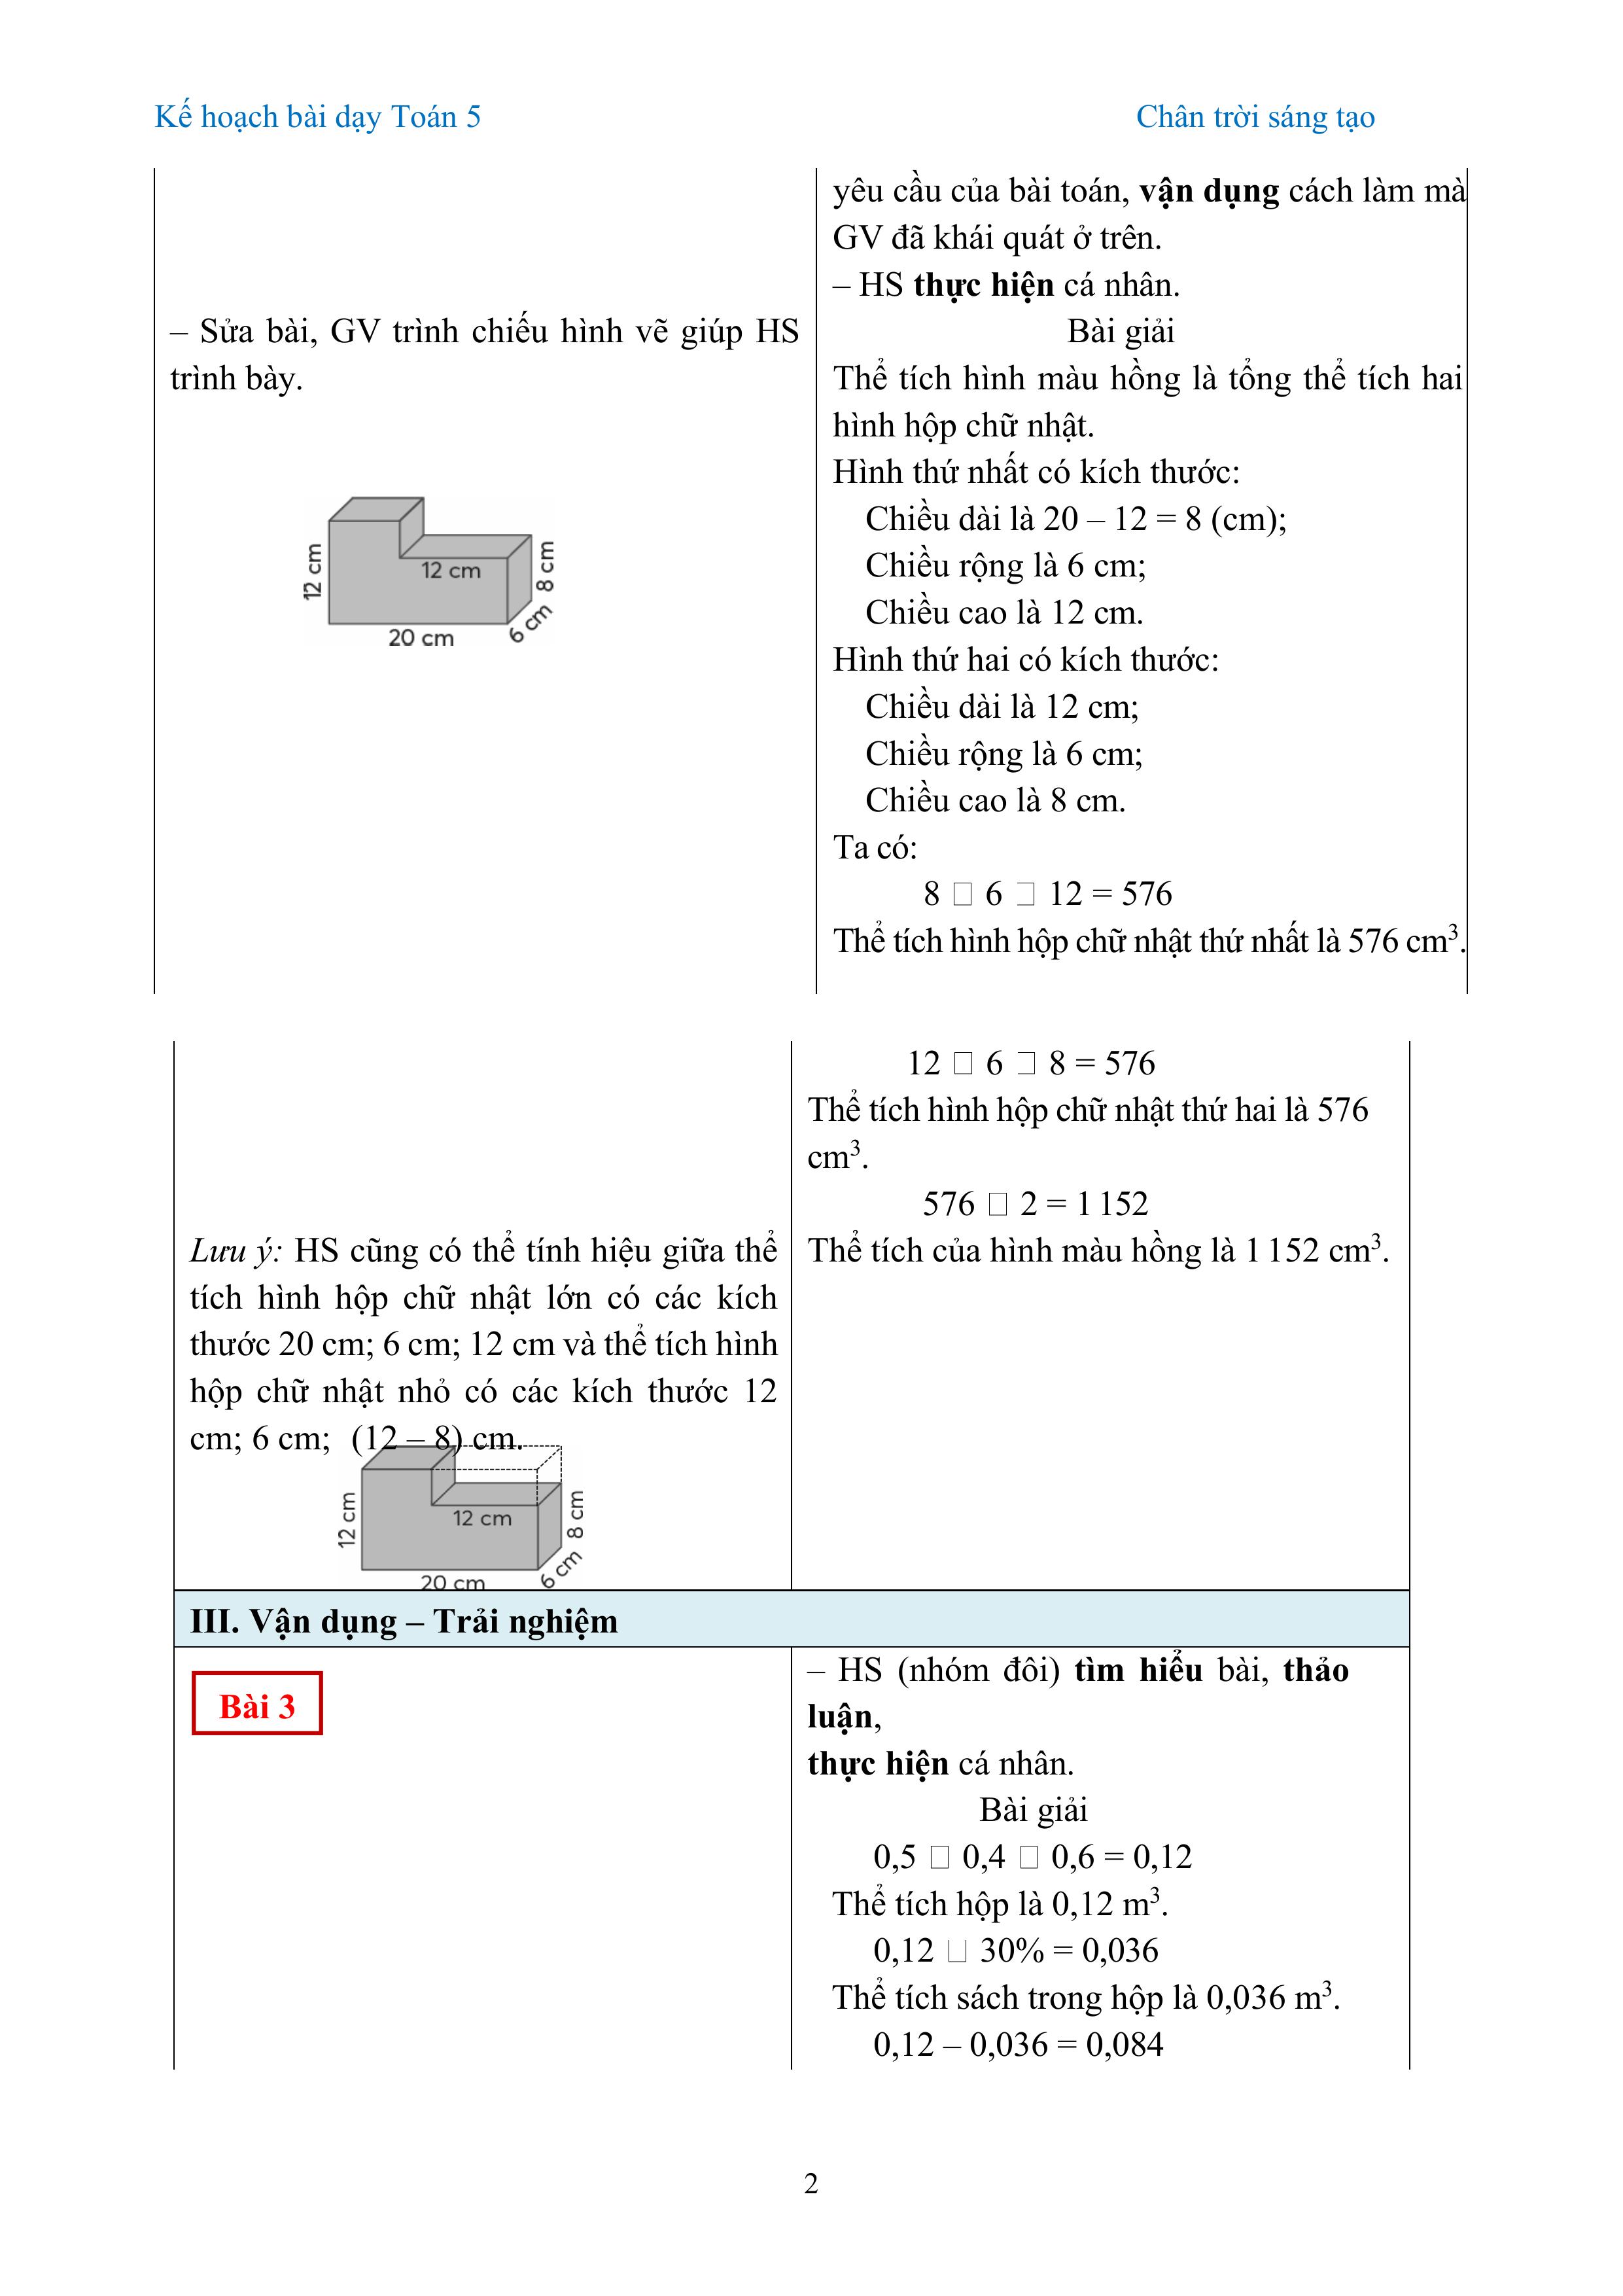 Kế hoạch bài dạy Toán 5
Chân trời sáng tạo
– Sửa bài, GV trình chiếu hình vẽ giúp HS
trình bày.
12 cm
12 cm
8 cm
20 cm
6 cm
yêu cầu của bài toán, vận dụng cách làm mà
GV đã khái quát ở trên.
– HS thực hiện cá nhân.
Bài giải
Thể tích hình màu hồng là tổng thể tích hai
hình hộp chữ nhật.
Hình thứ nhất có kích thước:
Chiều dài là 20 – 12 = 8 (cm);
Chiều rộng là 6 cm;
Chiều cao là 12 cm.
Hình thứ hai có kích thước:
Chiều dài là 12 cm;
Chiều rộng là 6 cm;
Chiều cao là 8 cm.
Ta có:
8 □ 6 □ 12 = 576
Thể tích hình hộp chữ nhật thứ nhất là 576 cm³.
Lưu ý: HS cũng có thể tính hiệu giữa thể
tích hình hộp chữ nhật lớn có các kích
thước 20 cm; 6 cm; 12 cm và thể tích hình
hộp chữ nhật nhỏ có các kích thước 12
cm; 6 cm; (12 – 8) cm.
12 cm
12 cm
8 cm
20 cm
6 cm
12 □ 6 □ 8 = 576
Thể tích hình hộp chữ nhật thứ hai là 576
cm³.
576 □ 2 = 1 152
Thể tích của hình màu hồng là 1 152 cm³.
III. Vận dụng – Trải nghiệm
Bài 3
– HS (nhóm đôi) tìm hiểu bài, thảo
luận,
thực hiện cá nhân.
Bài giải
0,5 □ 0,4 □ 0,6 = 0,12
Thể tích hộp là 0,12 m³.
0,12 □ 30% = 0,036
Thể tích sách trong hộp là 0,036 m³.
0,12 – 0,036 = 0,084
2